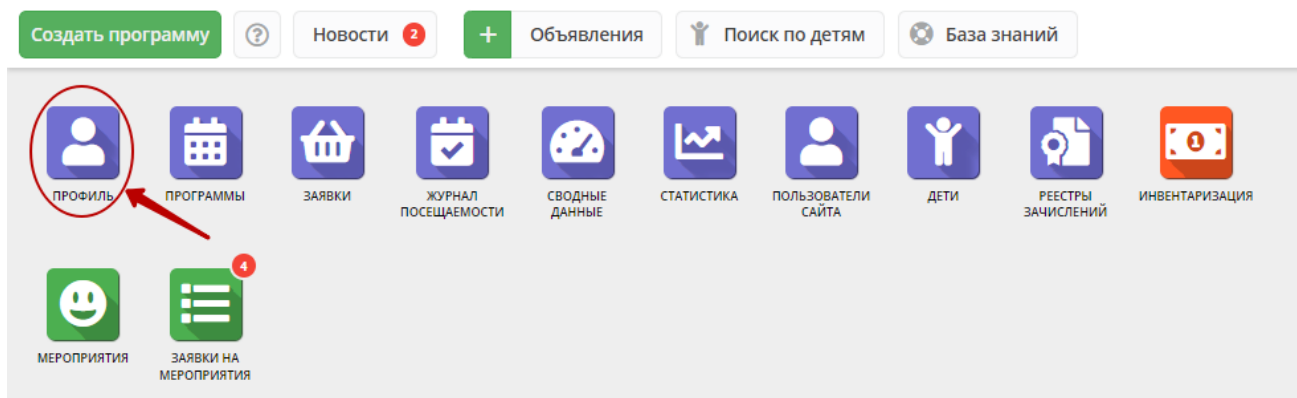 Создать программу ? Новости 2 + Объявления Поиск по детям База знаний
ПРОФИЛЬ ПРОГРАММЫ ЗАЯВКИ ЖУРНАЛ СВОДНЫЕ СТАТИСТИКА ПОЛЬЗОВАТЕЛИ ДЕТИ РЕЕСТРЫ 1 ИНВЕНТАРИЗАЦИЯ
ПОСЕЩАЕМОСТИ ДАННЫЕ САЙТА ЗАЧИСЛЕНИЙ
4
МЕРОПРИЯТИЯ ЗАЯВКИ НА
МЕРОПРИЯТИЯ